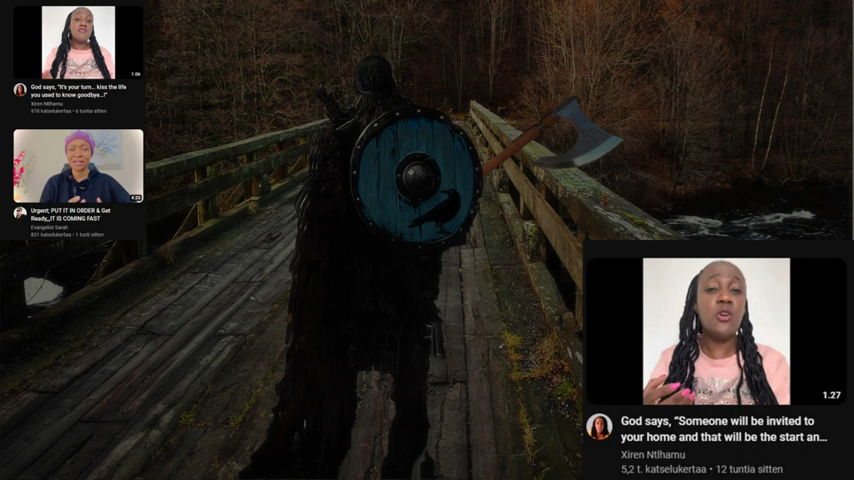 1.06
God says, "It's your turn... kiss the life
you used to know goodbye...!"
Xiren Ntlhamu
978 katselukertaa • 6 tuntia sitten
4.23
Urgent; PUT IT IN ORDER & Get
Ready,,IT IS COMING FAST
Evangelist Sarah
831 katselukertaa • 1 tunti sitten
1.27
God says, “Someone will be invited to
your home and that will be the start an...
Xiren Ntlhamu
5,2 t. katselukertaa • 12 tuntia sitten